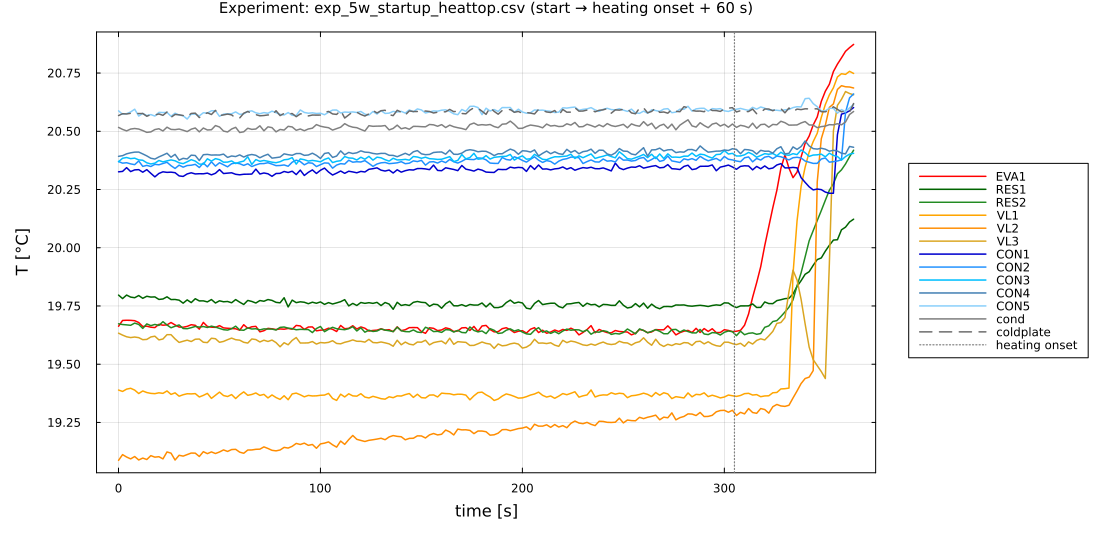 Experiment: exp_5w_startup_heattop.csv (start → heating onset + 60 s)
T [°C]
20.75
20.50
20.25
20.00
19.75
19.50
19.25
0 100 200 300
time [s]
EVA1
RES1
RES2
VL1
VL2
VL3
CON1
CON2
CON3
CON4
CON5
cond
coldplate
heating onset